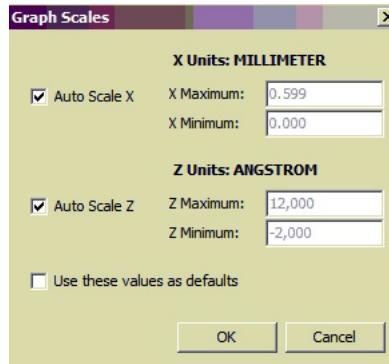 Graph Scales
X Units: MILLIMETER
Auto Scale X
X Maximum: 0.599
X Minimum: 0.000
Z Units: ANGSTROM
Auto Scale Z
Z Maximum: 12,000
Z Minimum: -2,000
Use these values as defaults
OK Cancel